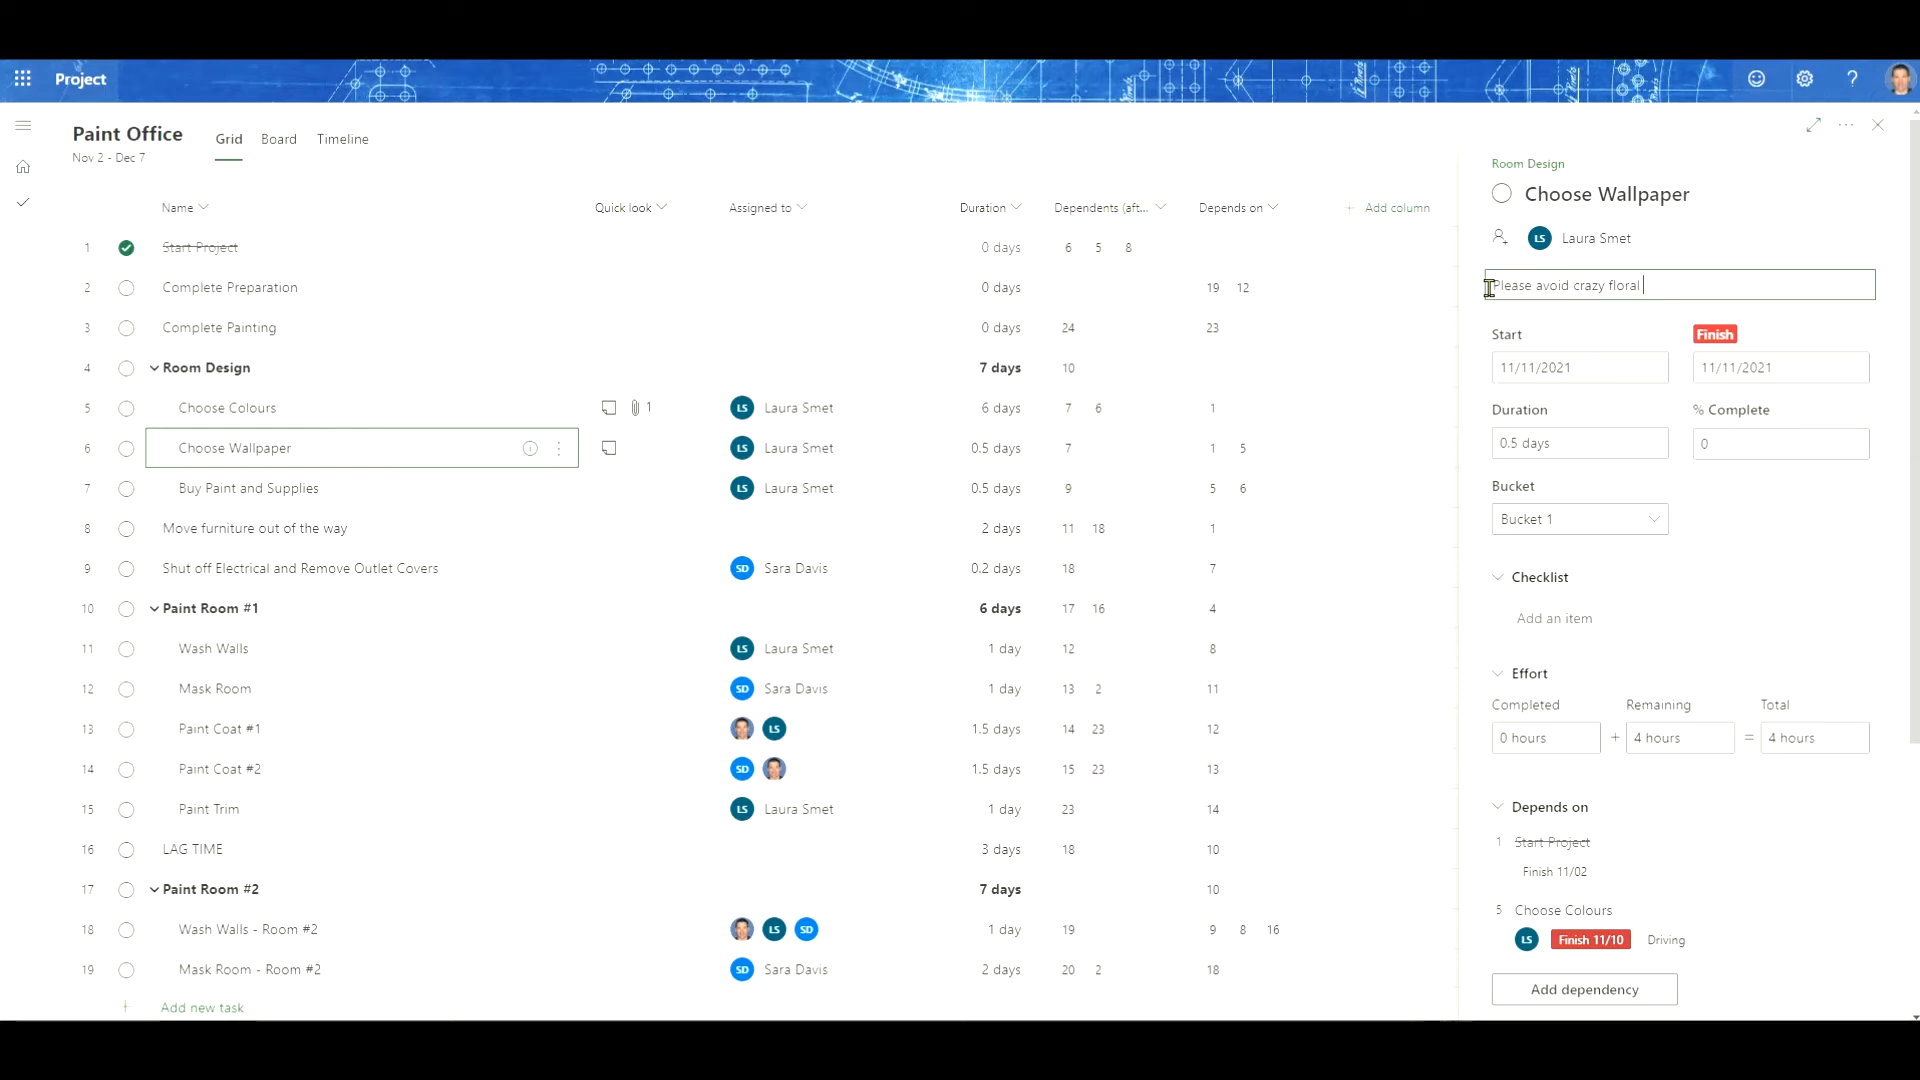 Project
Paint Office
Nov 2 - Dec 7
Grid Board Timeline
Name Quick look Assigned to Duration Dependents (aft... Depends on + Add column
1 Start Project 0 days 6 5 8
2 Complete Preparation 0 days 19 12
3 Complete Painting 0 days 24 23
4 Room Design 7 days 10
5 Choose Colours 1 LS Laura Smet 6 days 7 6 1
6 Choose Wallpaper LS Laura Smet 0.5 days 7 1 5
7 Buy Paint and Supplies LS Laura Smet 0.5 days 9 5 6
8 Move furniture out of the way 2 days 11 18 1
9 Shut off Electrical and Remove Outlet Covers SD Sara Davis 0.2 days 18 7
10 Paint Room #1 6 days 17 16 4
11 Wash Walls LS Laura Smet 1 day 12 8
12 Mask Room SD Sara Davis 1 day 13 2 11
13 Paint Coat #1 LS 1.5 days 14 23 12
14 Paint Coat #2 SD 1.5 days 15 23 13
15 Paint Trim LS Laura Smet 1 day 23 14
16 LAG TIME 3 days 18 10
17 Paint Room #2 7 days 10
18 Wash Walls - Room #2 LS SD 1 day 19 9 8 16
19 Mask Room - Room #2 SD Sara Davis 2 days 20 2 18
+ Add new task
Room Design
Choose Wallpaper
LS Laura Smet
Please avoid crazy floral
Start Finish
11/11/2021 11/11/2021
Duration % Complete
0.5 days 0
Bucket
Bucket 1
Checklist
Add an item
Effort
Completed Remaining Total
0 hours + 4 hours = 4 hours
Depends on
1 Start Project
Finish 11/02
5 Choose Colours
LS Finish 11/10 Driving
Add dependency